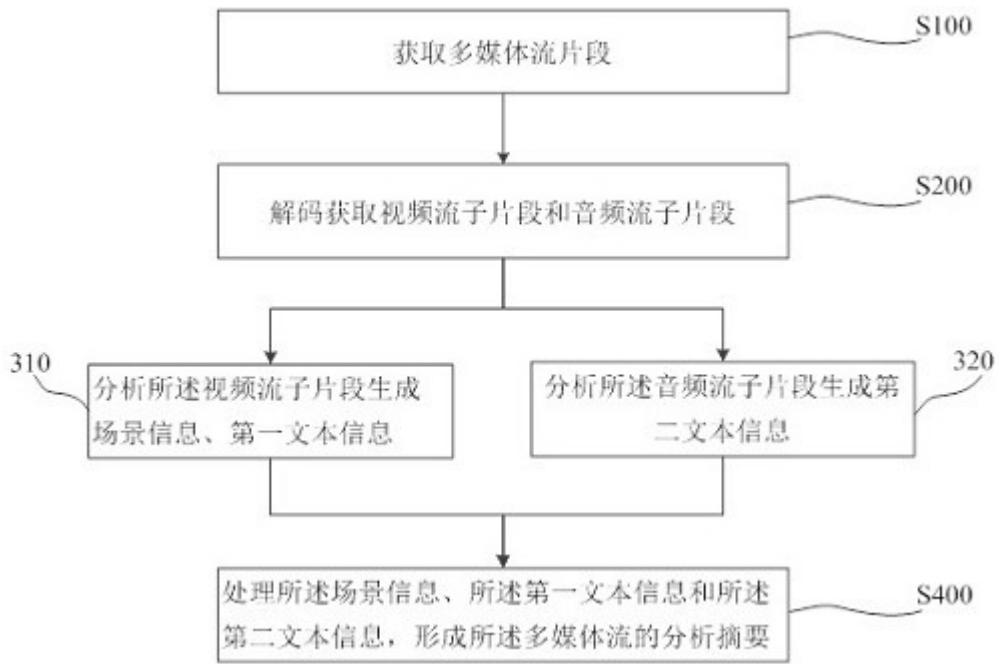 获取多媒体流片段
S100
解码获取视频流子片段和音频流子片段
S200
310
分析所述视频流子片段生成
场景信息、第一文本信息
分析所述音频流子片段生成第
二文本信息
320
处理所述场景信息、所述第一文本信息和所述
第二文本信息，形成所述多媒体流的分析摘要
S400